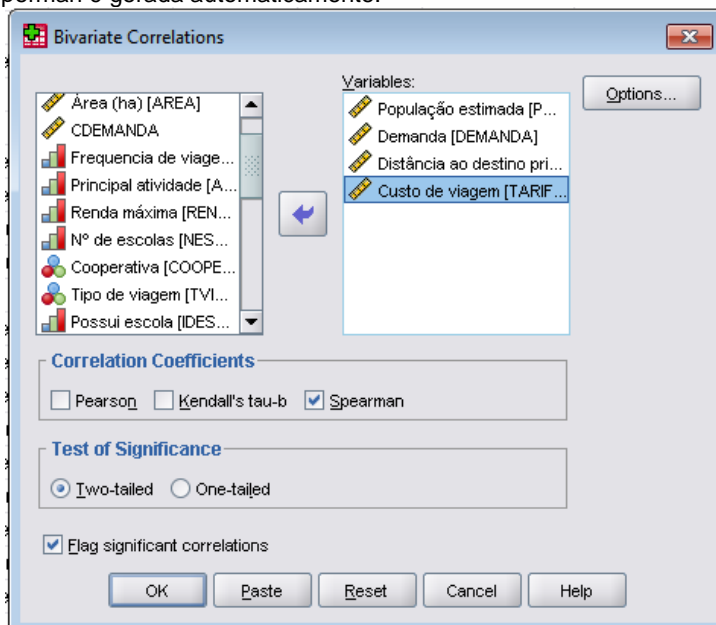 perman é gerada automaticamente.
Bivariate Correlations
Variables:
Options...
Área (ha) [AREA]
CDEMANDA
Frequencia de viage...
Principal atividade [A...
Renda máxima [REN...
Nº de escolas [NES...
Cooperativa [COOPE...
Tipo de viagem [TVI...
Possui escola [IDES...
População estimada [P...
Demanda [DEMANDA]
Distância ao destino pri...
Custo de viagem [TARIF...
Correlation Coefficients
Pearson Kendall's tau-b Spearman
Test of Significance
Two-tailed One-tailed
Flag significant correlations
OK Paste Reset Cancel Help